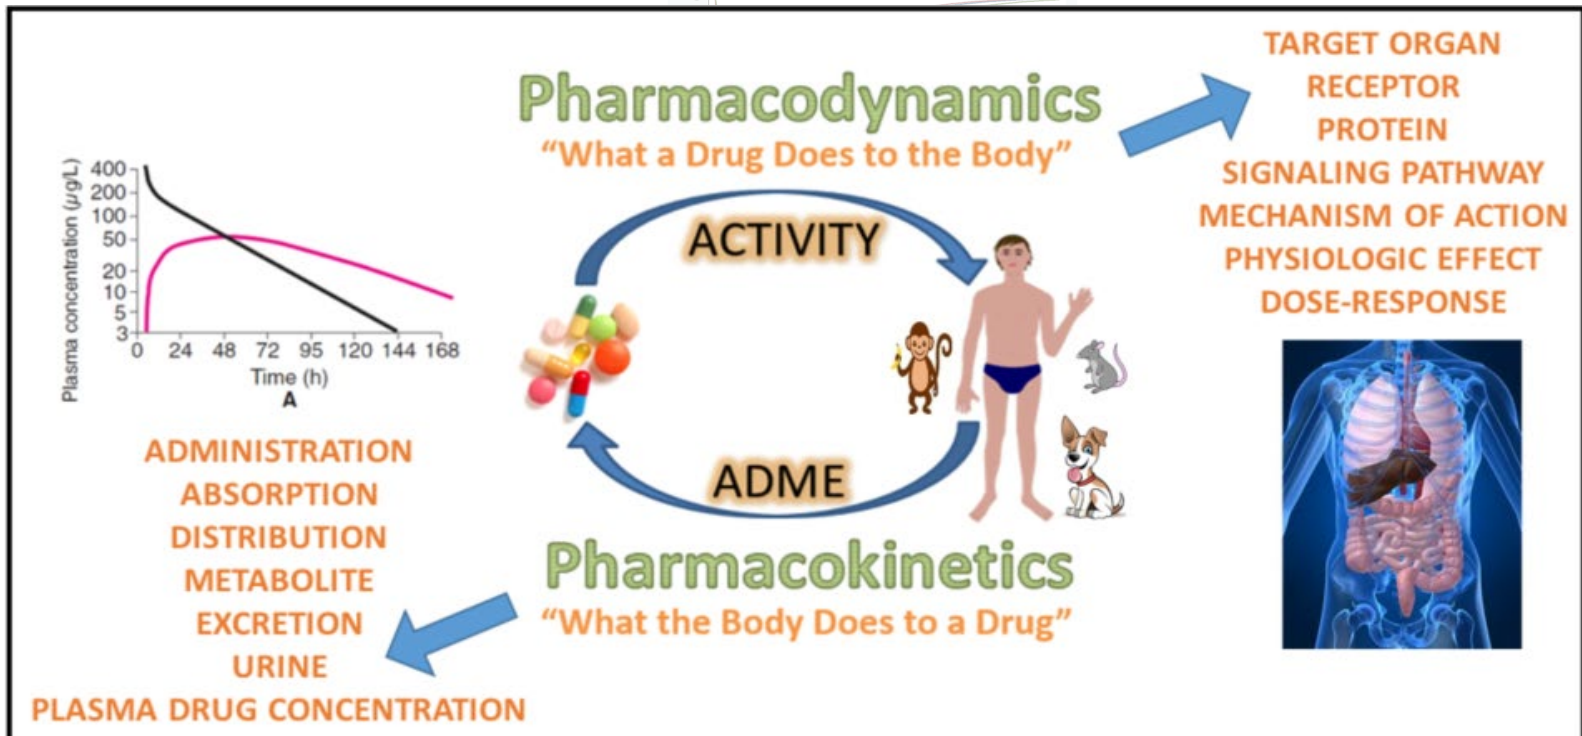 Pharmacodynamics
“What a Drug Does to the Body”
TARGET ORGAN
RECEPTOR
PROTEIN
SIGNALING PATHWAY
MECHANISM OF ACTION
PHYSIOLOGIC EFFECT
DOSE-RESPONSE
Plasma concentration (µg/L)
400
200
100
50
20
10
5
3
0 24 48 72 95 120 144 168
Time (h)
A
ACTIVITY
ADME
Pharmacokinetics
“What the Body Does to a Drug”
ADMINISTRATION
ABSORPTION
DISTRIBUTION
METABOLITE
EXCRETION
URINE
PLASMA DRUG CONCENTRATION